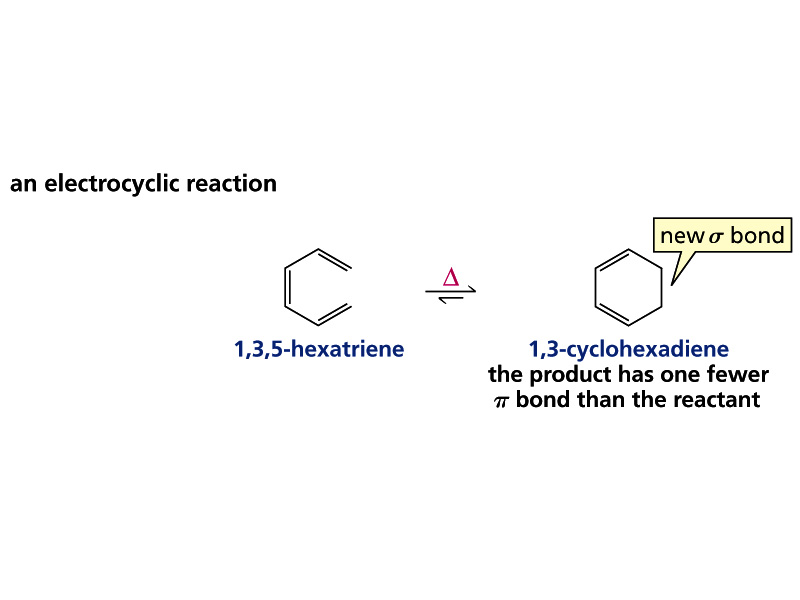 an electrocyclic reaction
new σ bond
Δ
1,3,5-hexatriene
1,3-cyclohexadiene
the product has one fewer
π bond than the reactant